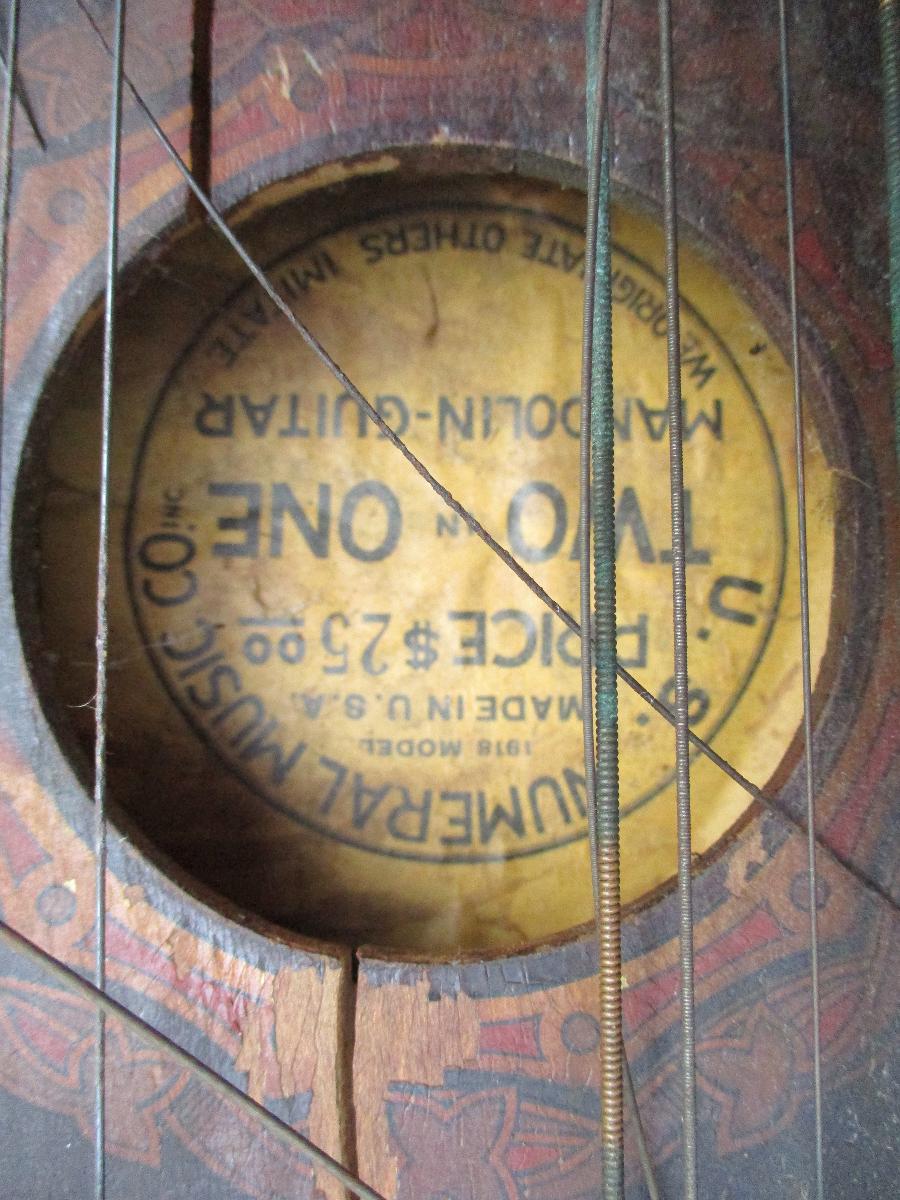 WE ORIGINATE OTHERS IMITATE
MANDOLIN-GUITAR
TWO IN ONE
PRICE $25 00
MADE IN U.S.A.
1918 MODEL
U. S. NUMERAL MUSIC CO. INC